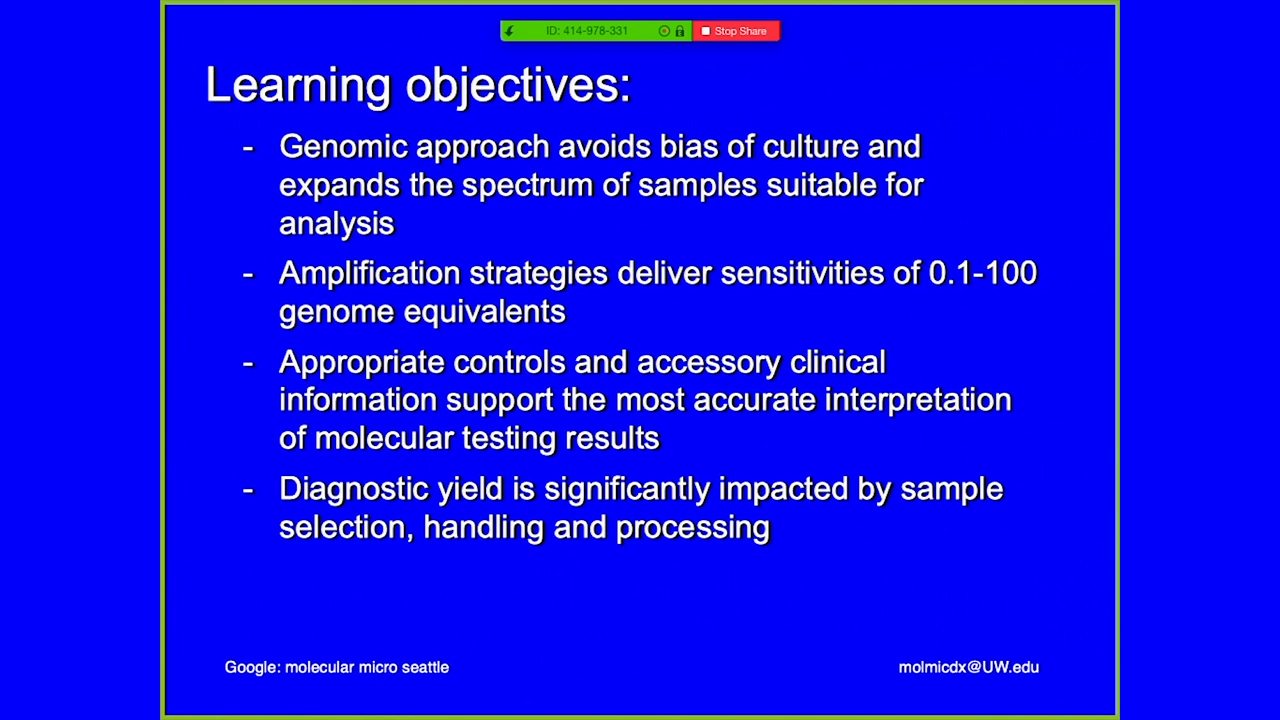 ID: 414-978-331
Stop Share
Learning objectives:
- Genomic approach avoids bias of culture and
expands the spectrum of samples suitable for
analysis
- Amplification strategies deliver sensitivities of 0.1-100
genome equivalents
- Appropriate controls and accessory clinical
information support the most accurate interpretation
of molecular testing results
- Diagnostic yield is significantly impacted by sample
selection, handling and processing
Google: molecular micro seattle
molmicdx@UW.edu